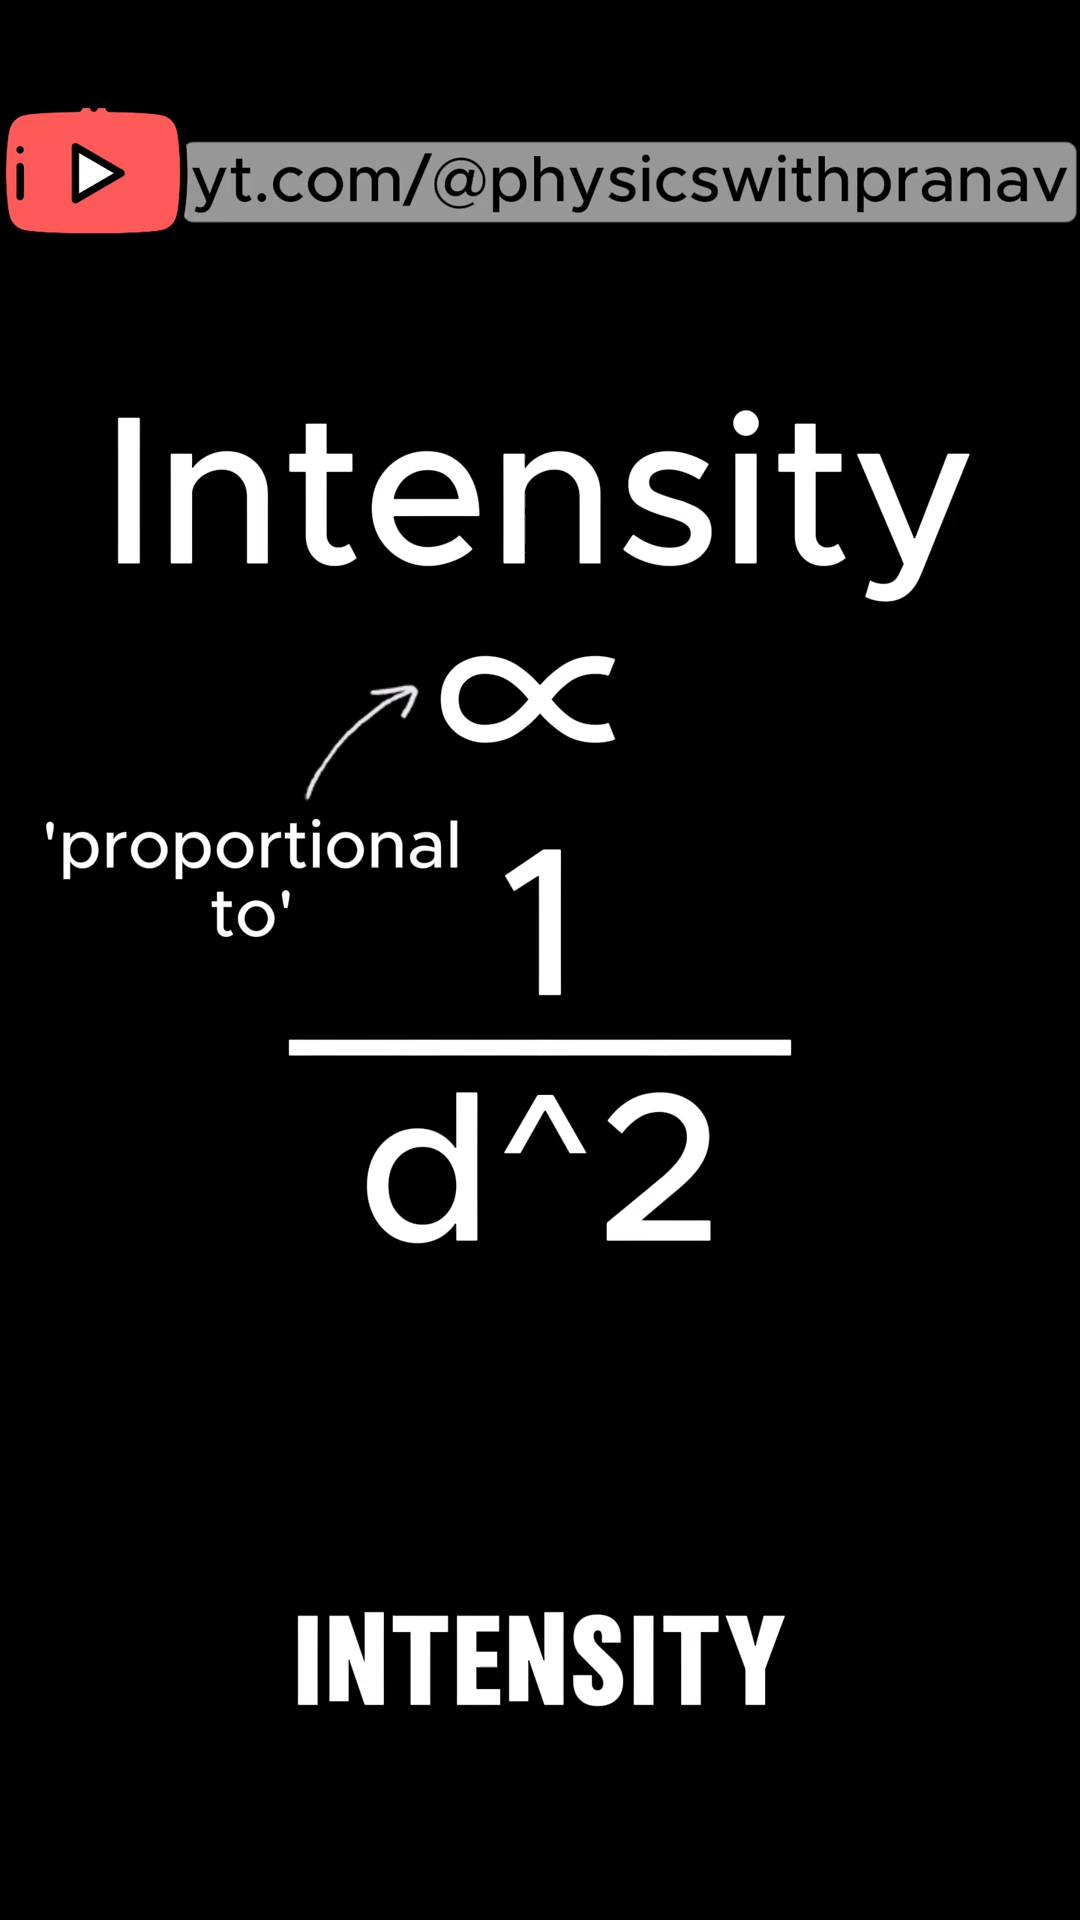 i
yt.com/@physicswithpranav
Intensity
∝
'proportional
to'
1
d^2
INTENSITY